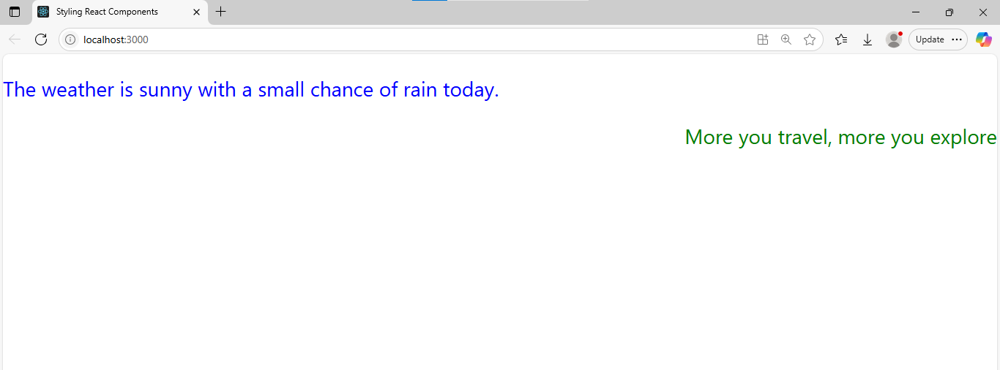 Styling React Components
localhost:3000
Update
The weather is sunny with a small chance of rain today.
More you travel, more you explore